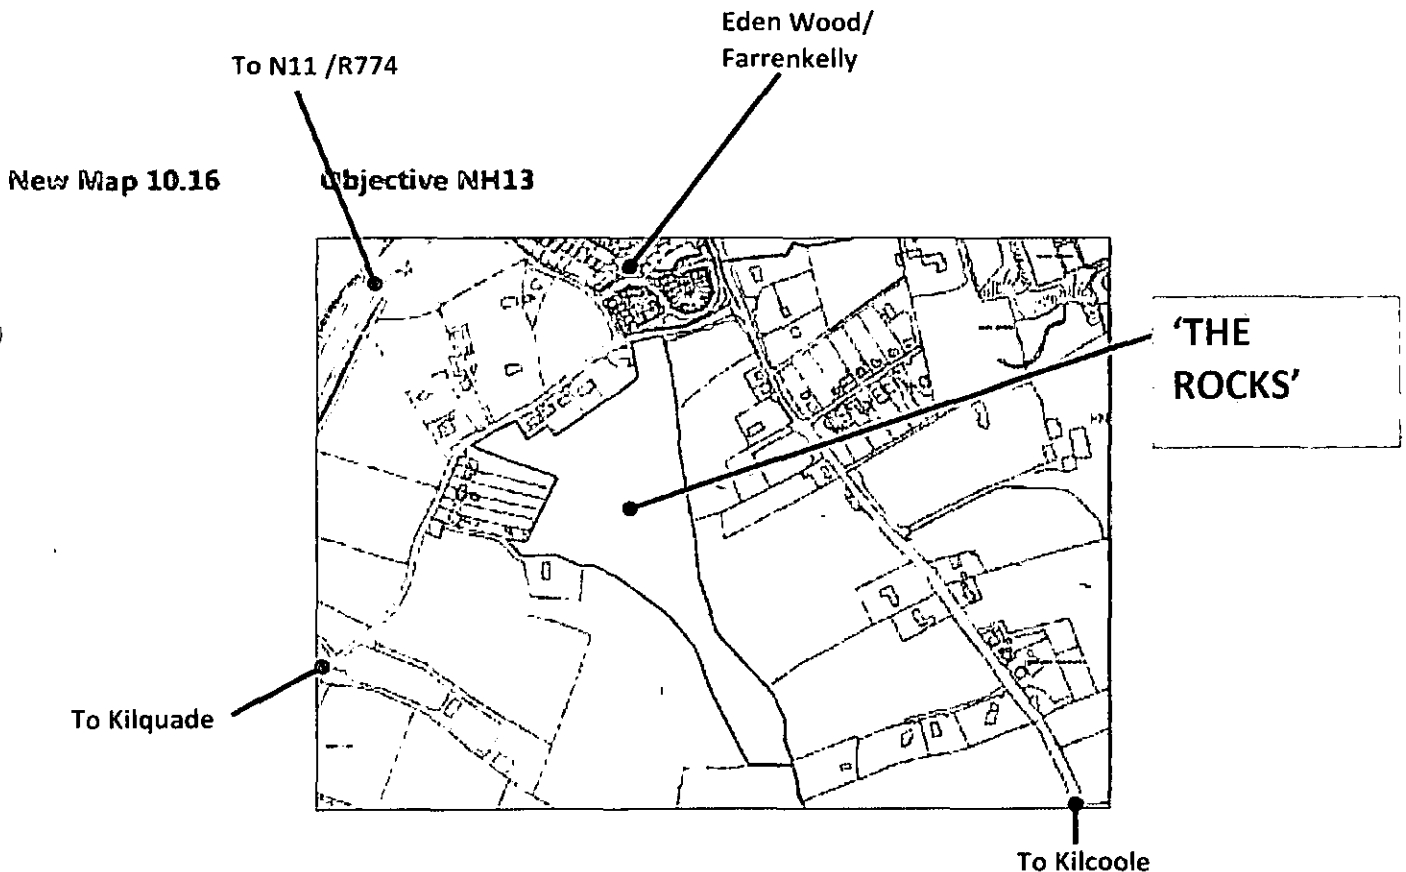 Eden Wood/
Farrenkelly
To N11 /R774
New Map 10.16 Objective NH13
'THE
ROCKS'
To Kilquade
To Kilcoole